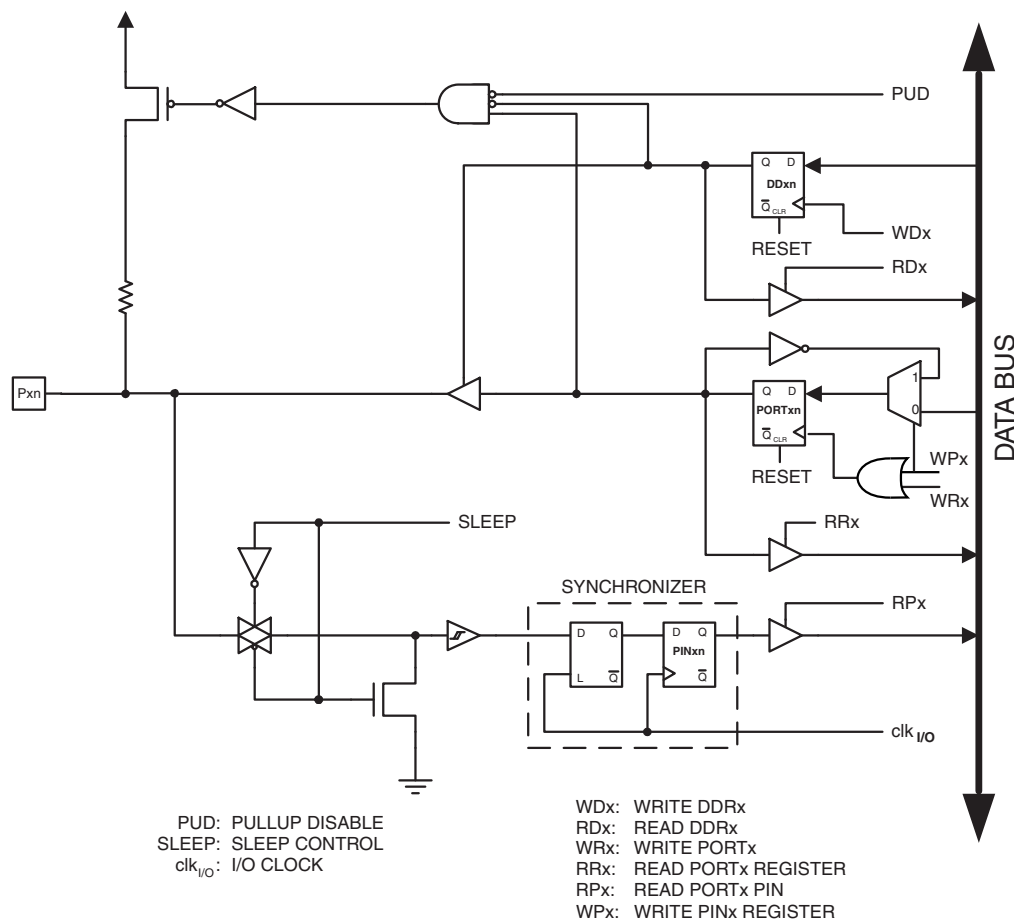 PUD
Q D
DDxn
Q CLR
WDx
RESET
RDx
1
Pxn
Q D
0
PORTxn
Q CLR
DATA BUS
WPx
RESET
WRx
SLEEP
RRx
SYNCHRONIZER
RPx
D Q
D Q
PINxn
L Q
Q
clk I/O
PUD: PULLUP DISABLE
SLEEP: SLEEP CONTROL
clkI/O: I/O CLOCK
WDx: WRITE DDRx
RDx: READ DDRx
WRx: WRITE PORTx
RRx: READ PORTx REGISTER
RPx: READ PORTx PIN
WPx: WRITE PINx REGISTER